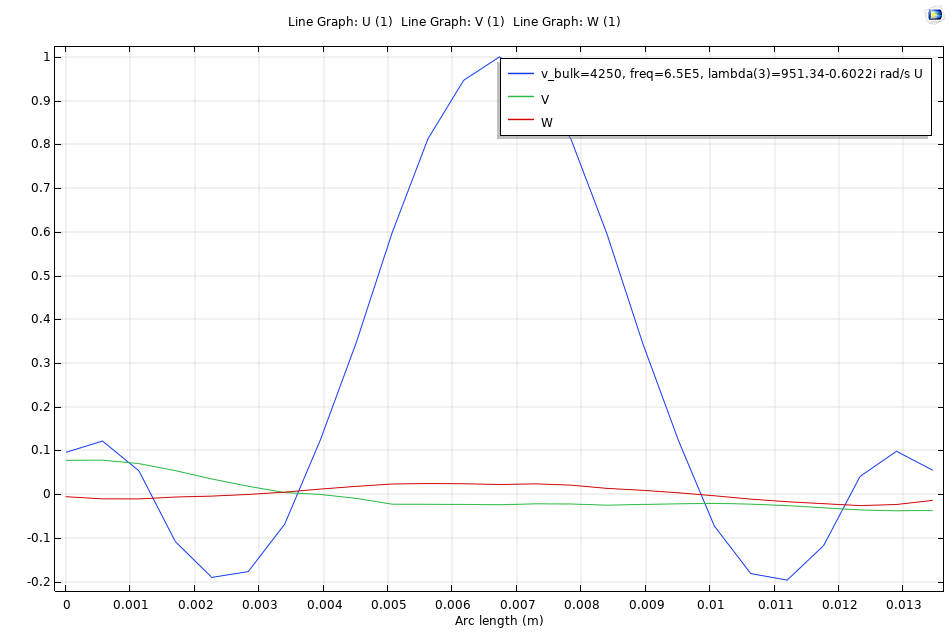 Line Graph: U (1) Line Graph: V (1) Line Graph: W (1)
v_bulk=4250, freq=6.5E5, lambda(3)=951.34-0.6022i rad/s U
V
W
1
0.9
0.8
0.7
0.6
0.5
0.4
0.3
0.2
0.1
0
-0.1
-0.2
0 0.001 0.002 0.003 0.004 0.005 0.006 0.007 0.008 0.009 0.01 0.011 0.012 0.013
Arc length (m)